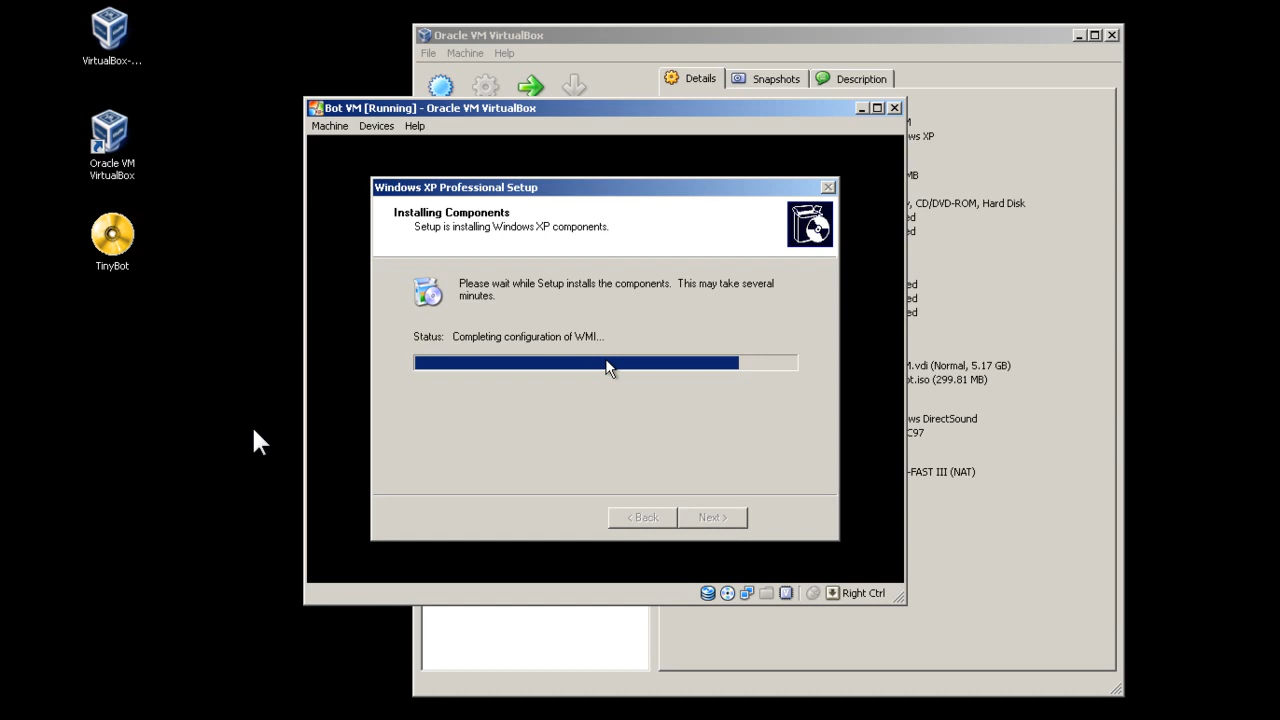 VirtualBox-...
Oracle VM
VirtualBox
TinyBot
Oracle VM VirtualBox
File Machine Help
Details Snapshots Description
Bot VM [Running] - Oracle VM VirtualBox
Machine Devices Help
Windows XP Professional Setup
Installing Components
Setup is installing Windows XP components.
Please wait while Setup installs the components. This may take several
minutes.
Status: Completing configuration of WMI...
< Back Next >
Right Ctrl
M
ws XP
MB
, CD/DVD-ROM, Hard Disk
ed
ed
ed
ed
ed
M.vdi (Normal, 5.17 GB)
ot.iso (299.81 MB)
ws DirectSound
C97
-FAST III (NAT)